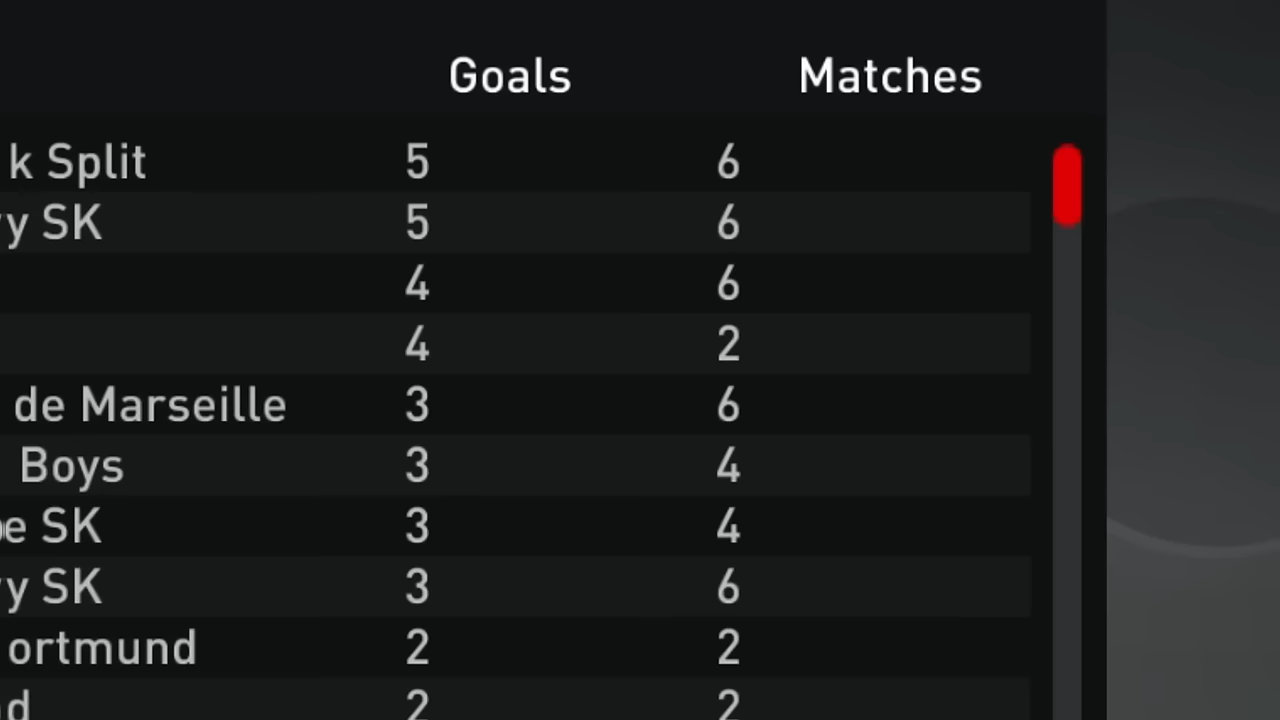 Goals Matches
k Split 5 6
y SK 5 6
4 6
4 2
de Marseille 3 6
Boys 3 4
e SK 3 4
y SK 3 6
ortmund 2 2
d 2 2